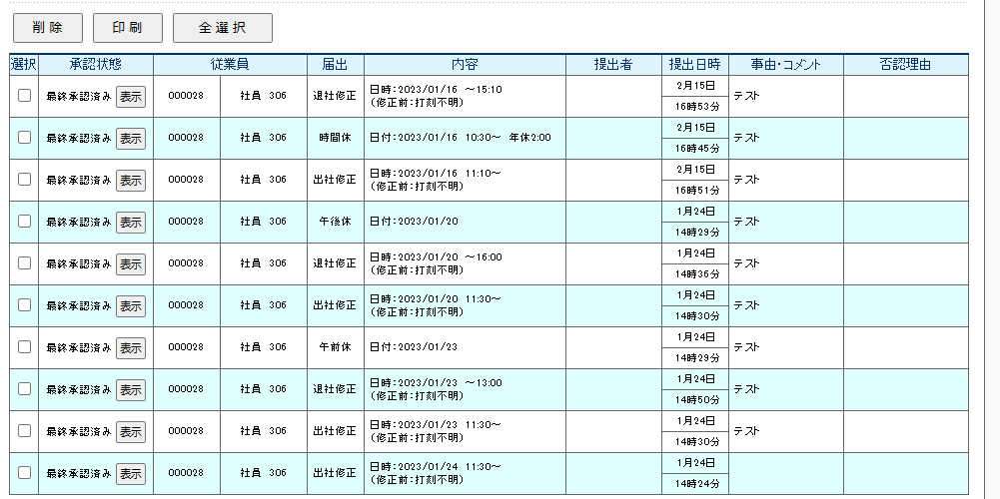 削 除 印 刷 全 選 択
選択 承認状態 従業員 届出 内容 提出者 提出日時 事由・コメント 否認理由
最終承認済み 表示 000028 社員 306 退社修正 日時：2023/01/16 ～15:10 （修正前：打刻不明） 2月15日 16時53分 テスト
最終承認済み 表示 000028 社員 306 時間休 日付：2023/01/16 10:30～ 年休2:00 2月15日 16時45分 テスト
最終承認済み 表示 000028 社員 306 出社修正 日時：2023/01/16 11:10～ （修正前：打刻不明） 2月15日 16時51分 テスト
最終承認済み 表示 000028 社員 306 午後休 日付：2023/01/20 1月24日 14時29分 テスト
最終承認済み 表示 000028 社員 306 退社修正 日時：2023/01/20 ～16:00 （修正前：打刻不明） 1月24日 14時36分 テスト
最終承認済み 表示 000028 社員 306 出社修正 日時：2023/01/20 11:30～ （修正前：打刻不明） 1月24日 14時30分 テスト
最終承認済み 表示 000028 社員 306 午前休 日付：2023/01/23 1月24日 14時29分 テスト
最終承認済み 表示 000028 社員 306 退社修正 日時：2023/01/23 ～13:00 （修正前：打刻不明） 1月24日 14時50分 テスト
最終承認済み 表示 000028 社員 306 出社修正 日時：2023/01/23 11:30～ （修正前：打刻不明） 1月24日 14時30分 テスト
最終承認済み 表示 000028 社員 306 出社修正 日時：2023/01/24 11:30～ （修正前：打刻不明） 1月24日 14時24分